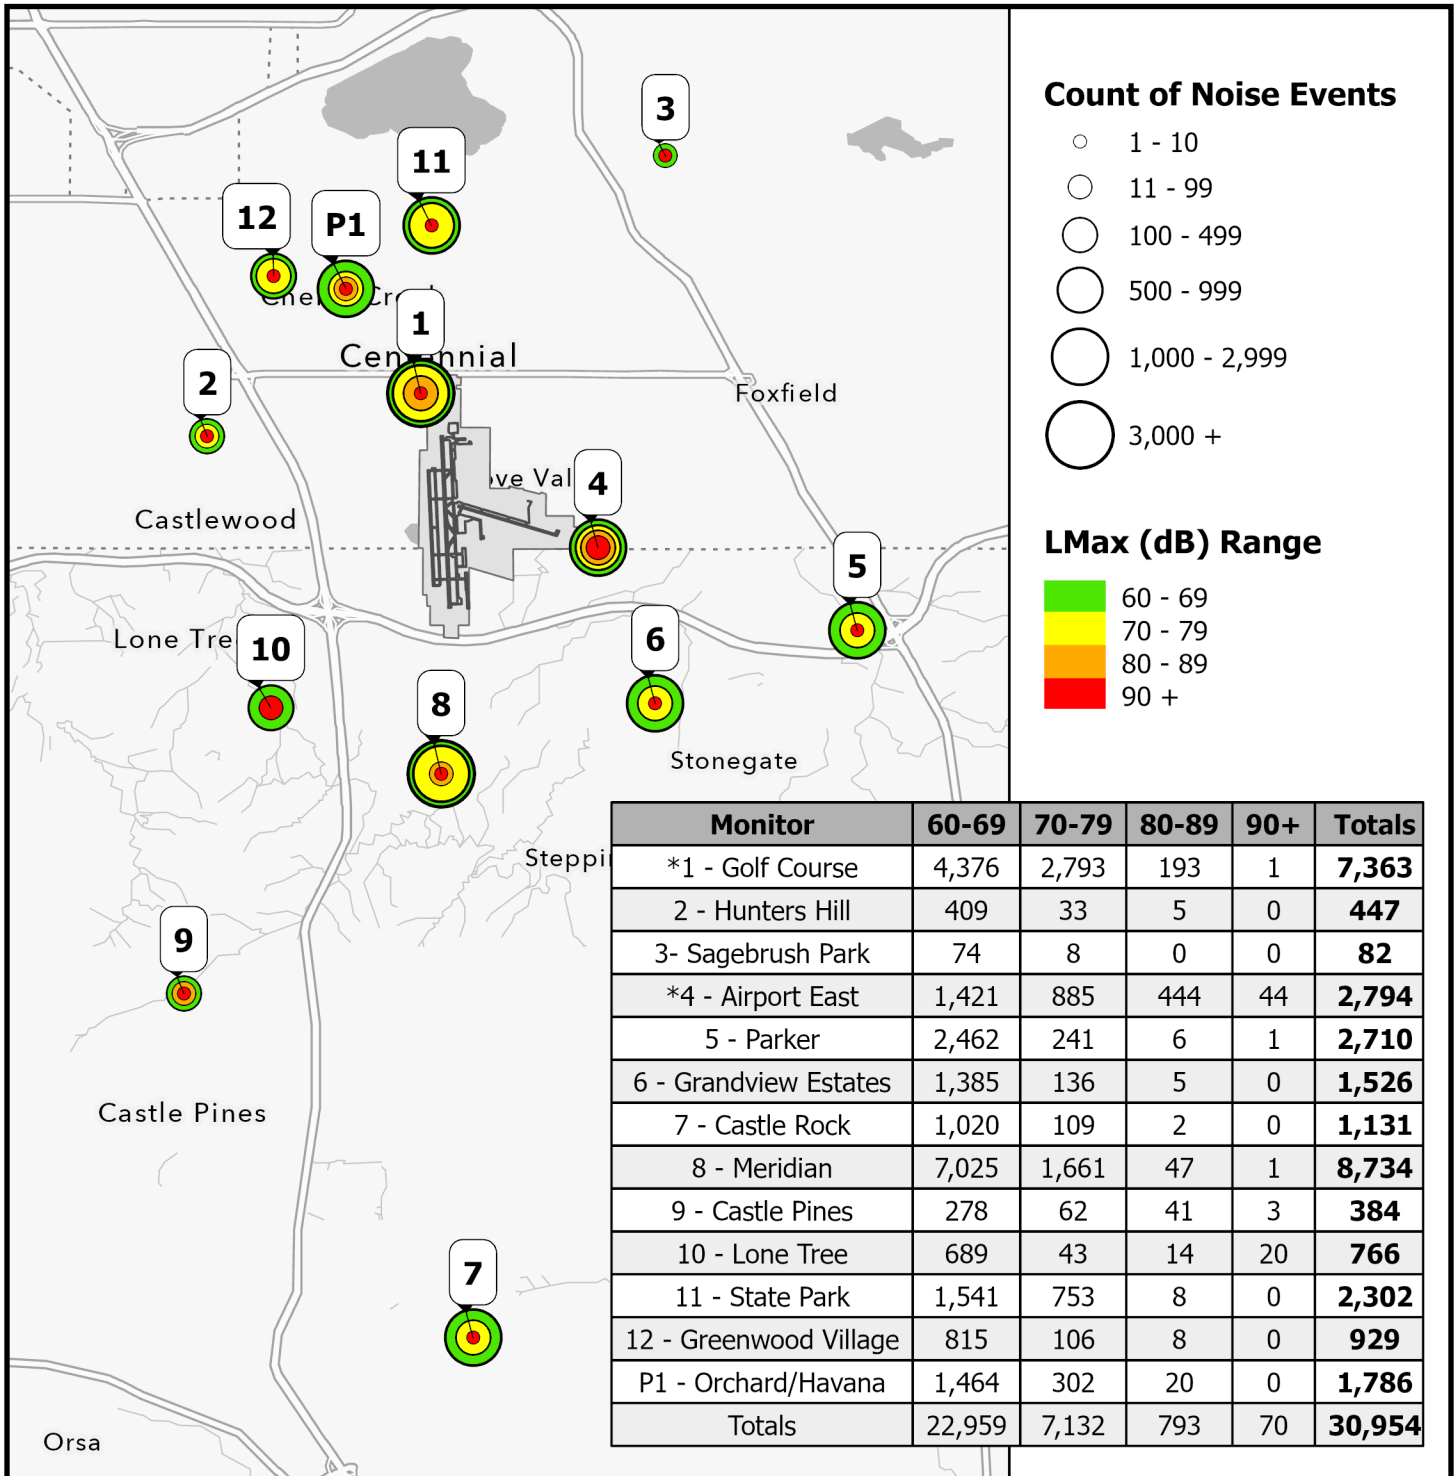 3
11
12
P1
Creek
1
Centennial
2
Foxfield
4
Castlewood
5
6
Lone Tre
10
8
Stonegate
Steppi
9
Castle Pines
7
Orsa
Count of Noise Events
1 - 10
11 - 99
100 - 499
500 - 999
1,000 - 2,999
3,000 +
LMax (dB) Range
60 - 69
70 - 79
80 - 89
90 +
Monitor 60-69 70-79 80-89 90+ Totals
*1 - Golf Course 4,376 2,793 193 1 7,363
2 - Hunters Hill 409 33 5 0 447
3- Sagebrush Park 74 8 0 0 82
*4 - Airport East 1,421 885 444 44 2,794
5 - Parker 2,462 241 6 1 2,710
6 - Grandview Estates 1,385 136 5 0 1,526
7 - Castle Rock 1,020 109 2 0 1,131
8 - Meridian 7,025 1,661 47 1 8,734
9 - Castle Pines 278 62 41 3 384
10 - Lone Tree 689 43 14 20 766
11 - State Park 1,541 753 8 0 2,302
12 - Greenwood Village 815 106 8 0 929
P1 - Orchard/Havana 1,464 302 20 0 1,786
Totals 22,959 7,132 793 70 30,954